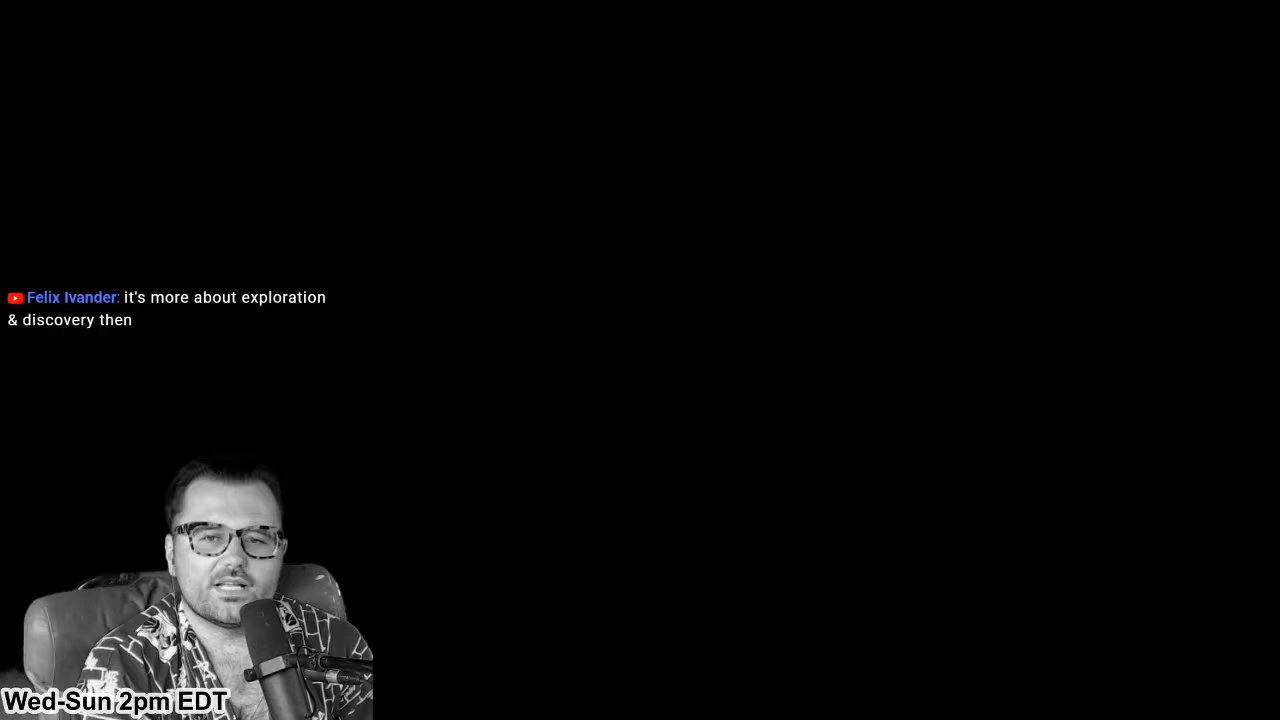 Felix Ivander: it's more about exploration
& discovery then
Wed-Sun 2pm EDT